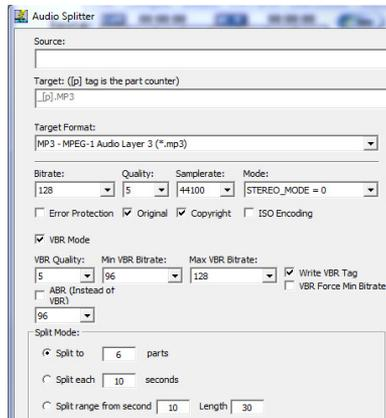 Audio Splitter
Source:
Target: ([p] tag is the part counter)
_[p].MP3
Target Format:
MP3 - MPEG-1 Audio Layer 3 (*.mp3)
Bitrate: Quality: Samplerate: Mode:
128 5 44100 STEREO_MODE = 0
Error Protection Original Copyright ISO Encoding
VBR Mode
VBR Quality: Min VBR Bitrate: Max VBR Bitrate:
5 96 128 Write VBR Tag
ABR (Instead of VBR) VBR Force Min Bitrate
96
Split Mode:
Split to 6 parts
Split each 10 seconds
Split range from second 10 Length 30